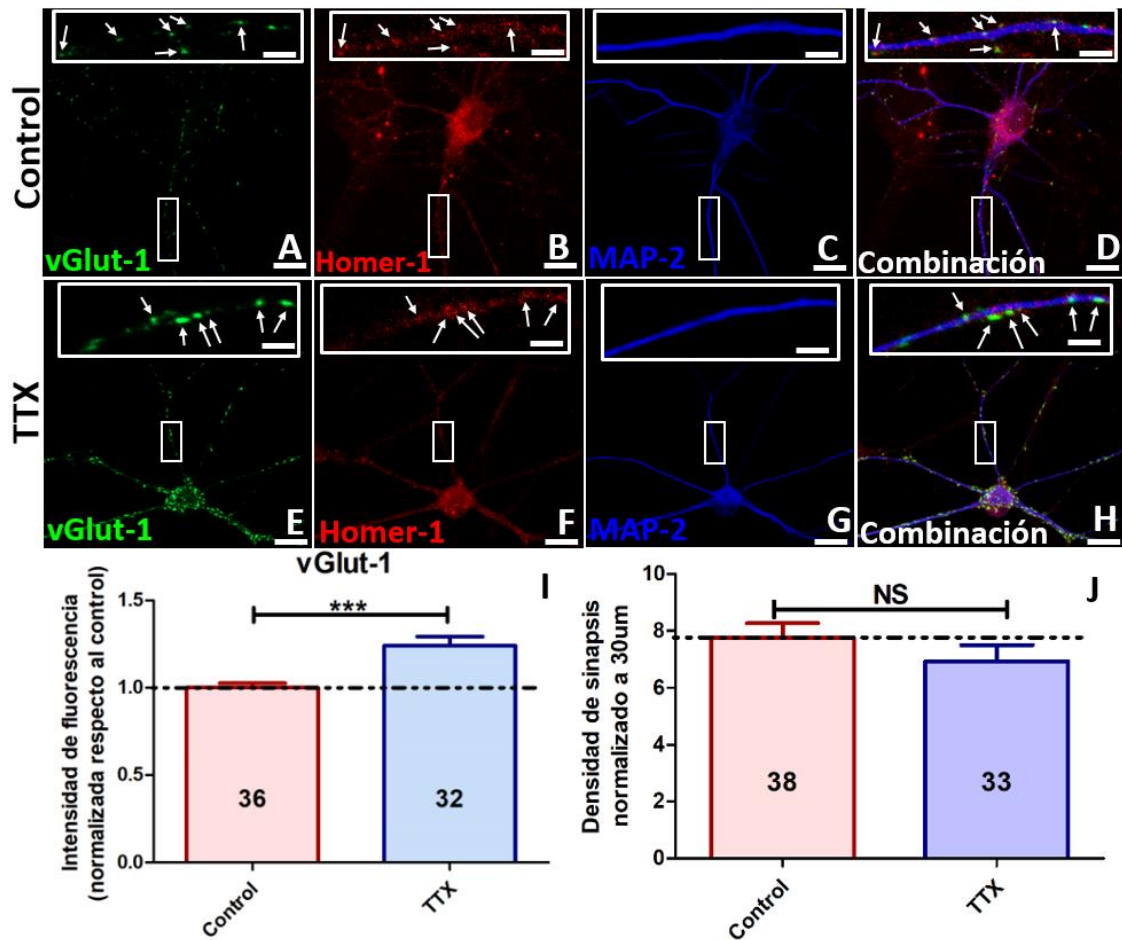 Control
A
vGlut-1
B
Homer-1
C
MAP-2
D
Combinación
TTX
E
vGlut-1
F
Homer-1
G
MAP-2
H
Combinación
vGlut-1
I
Intensidad de fluorescencia
(normalizada respecto al control)
1.5
1.0
0.5
0.0
***
36
32
Control
TTX
J
Densidad de sinapsis
normalizado a 30um
10
8
6
4
2
0
NS
38
33
Control
TTX